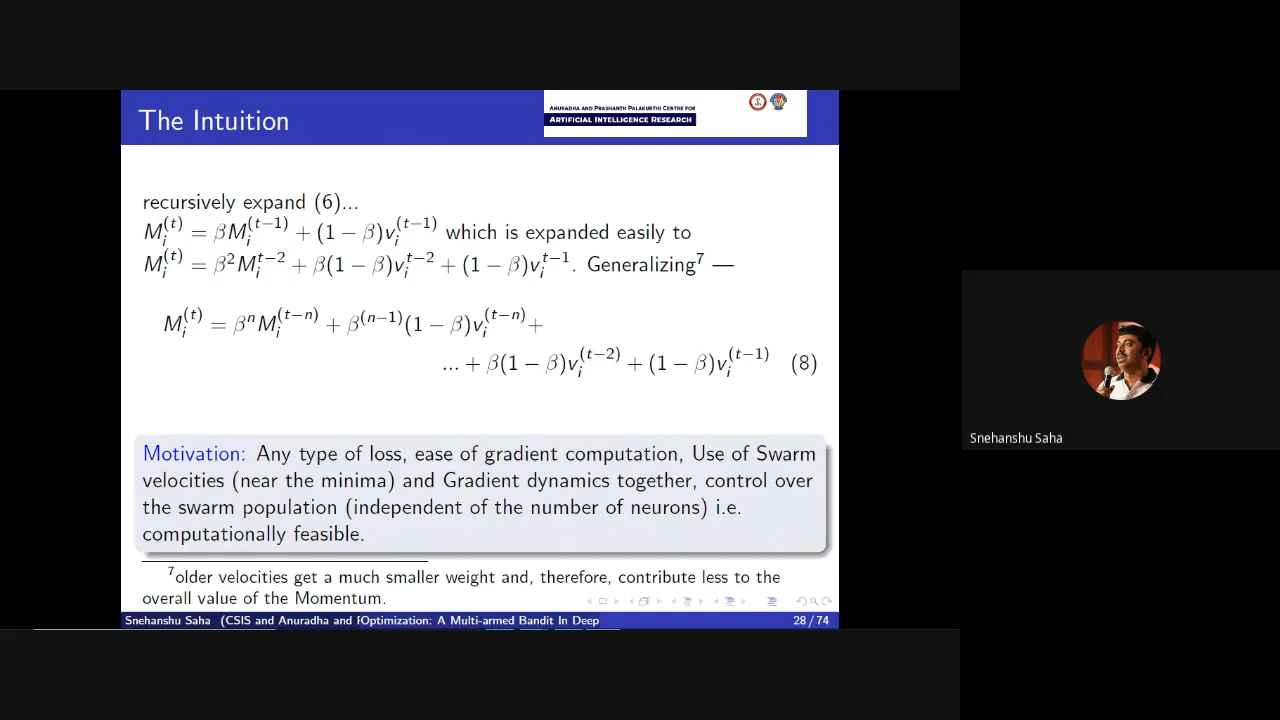 The Intuition
ANURADHA AND PRASHANTH PALAKURTHI CENTRE FOR
ARTIFICIAL INTELLIGENCE RESEARCH
recursively expand (6)...
M_i^{(t)} = βM_i^{(t−1)} + (1 − β)v_i^{(t−1)} which is expanded easily to
M_i^{(t)} = β^2M_i^{t−2} + β(1 − β)v_i^{t−2} + (1 − β)v_i^{t−1}. Generalizing^7 —
M_i^{(t)} = β^nM_i^{(t−n)} + β^{(n−1)}(1 − β)v_i^{(t−n)}+
... + β(1 − β)v_i^{(t−2)} + (1 − β)v_i^{(t−1)} (8)
Motivation: Any type of loss, ease of gradient computation, Use of Swarm
velocities (near the minima) and Gradient dynamics together, control over
the swarm population (independent of the number of neurons) i.e.
computationally feasible.
^7older velocities get a much smaller weight and, therefore, contribute less to the
overall value of the Momentum.
Snehanshu Saha (CSIS and Anuradha and Optimization: A Multi-armed Bandit In Deep 28 / 74
Snehanshu Saha